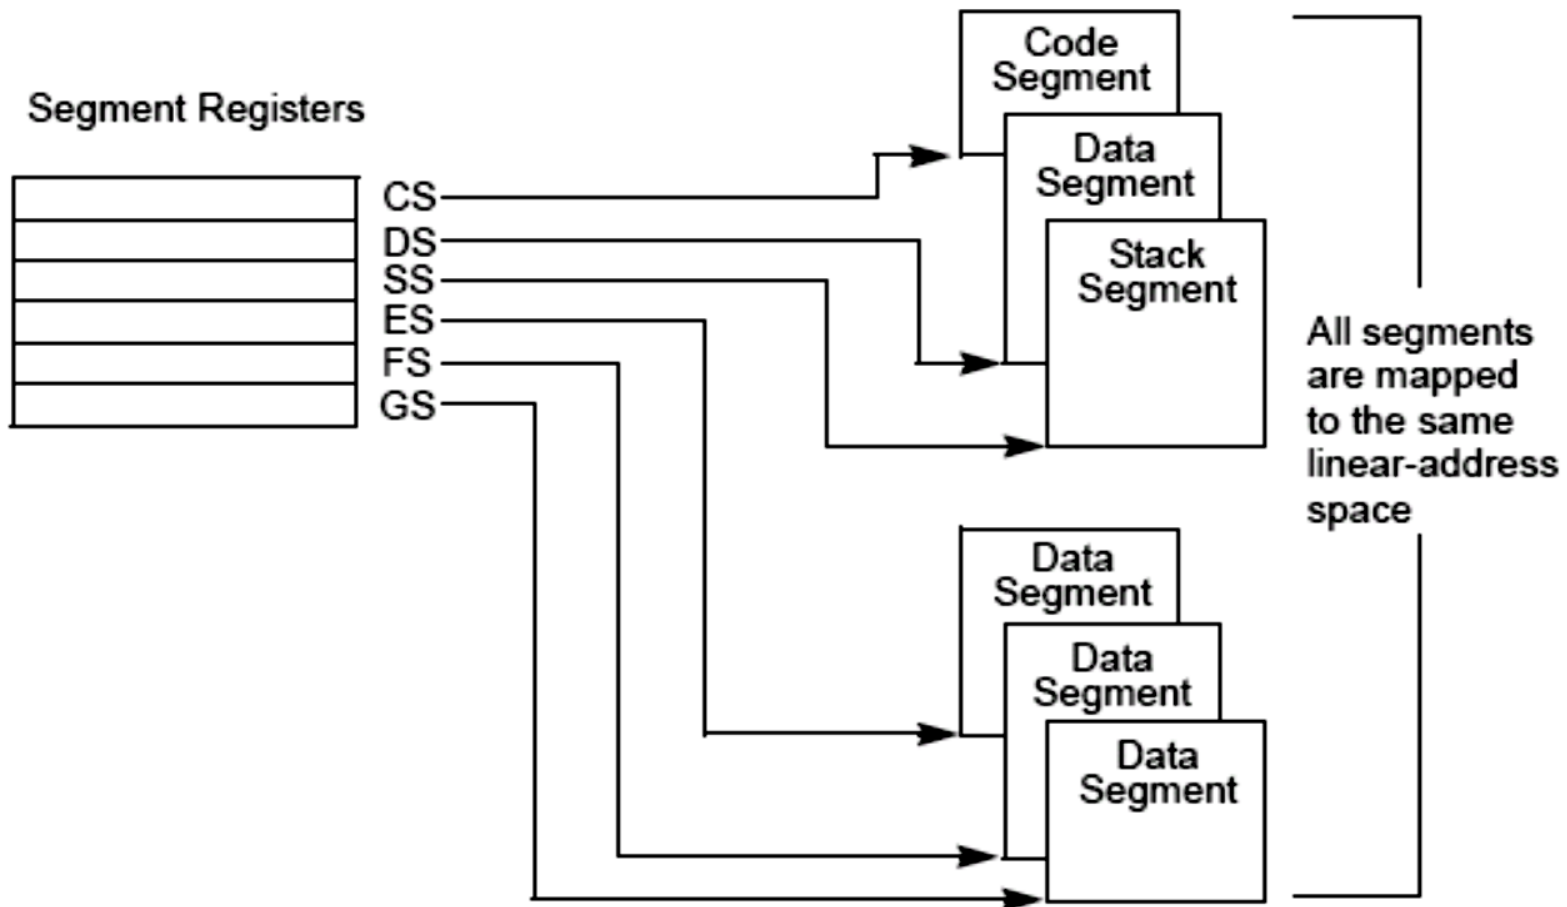 Segment Registers
CS
DS
SS
ES
FS
GS
Code
Segment
Data
Segment
Stack
Segment
Data
Segment
Data
Segment
Data
Segment
All segments
are mapped
to the same
linear-address
space